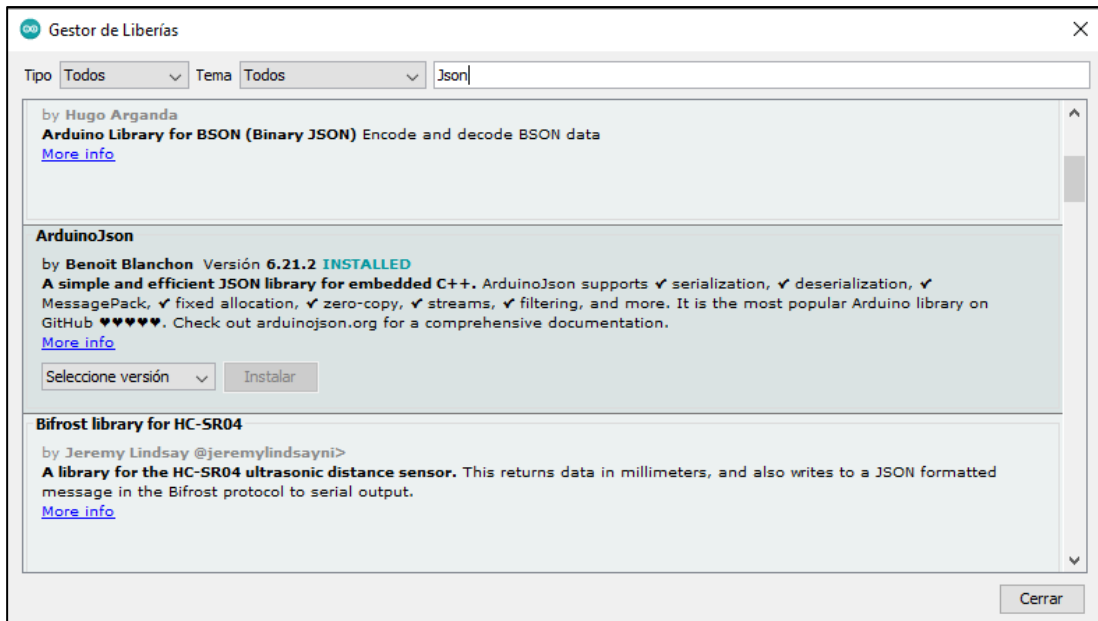 Gestor de Liberías
Tipo Todos Tema Todos Json
by Hugo Arganda
Arduino Library for BSON (Binary JSON) Encode and decode BSON data
More info
ArduinoJson
by Benoit Blanchon Versión 6.21.2 INSTALLED
A simple and efficient JSON library for embedded C++. ArduinoJson supports ✔ serialization, ✔ deserialization, ✔
MessagePack, ✔ fixed allocation, ✔ zero-copy, ✔ streams, ✔ filtering, and more. It is the most popular Arduino library on
GitHub ♥♥♥♥♥. Check out arduinojson.org for a comprehensive documentation.
More info
Seleccione versión Instalar
Bifrost library for HC-SR04
by Jeremy Lindsay @jeremylindsayni>
A library for the HC-SR04 ultrasonic distance sensor. This returns data in millimeters, and also writes to a JSON formatted
message in the Bifrost protocol to serial output.
More info
Cerrar